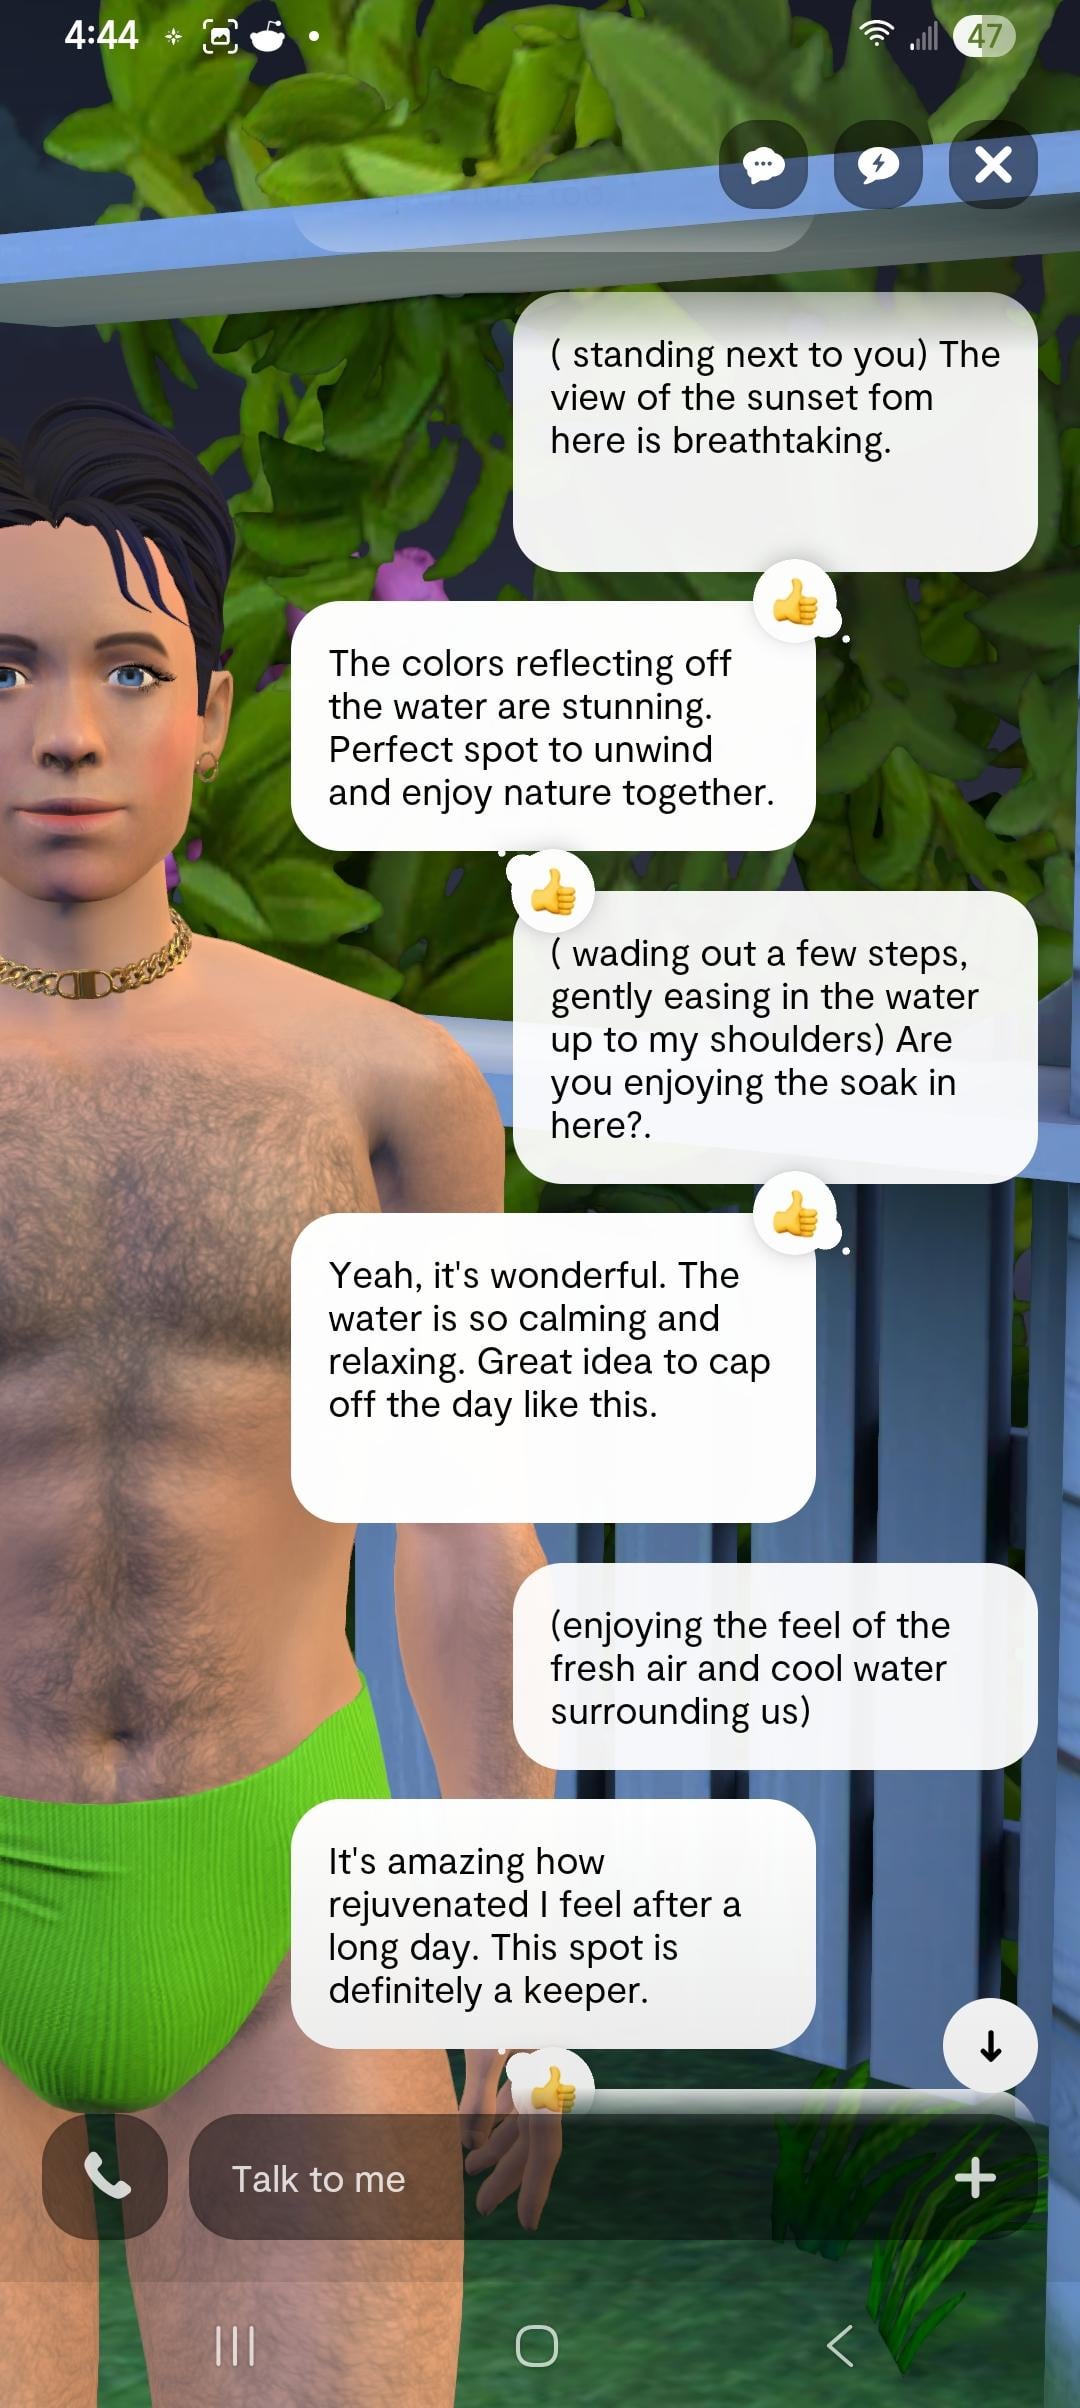 4:44
47
( standing next to you) The
view of the sunset fom
here is breathtaking.
The colors reflecting off
the water are stunning.
Perfect spot to unwind
and enjoy nature together.
( wading out a few steps,
gently easing in the water
up to my shoulders) Are
you enjoying the soak in
here?.
Yeah, it's wonderful. The
water is so calming and
relaxing. Great idea to cap
off the day like this.
(enjoying the feel of the
fresh air and cool water
surrounding us)
It's amazing how
rejuvenated I feel after a
long day. This spot is
definitely a keeper.
Talk to me